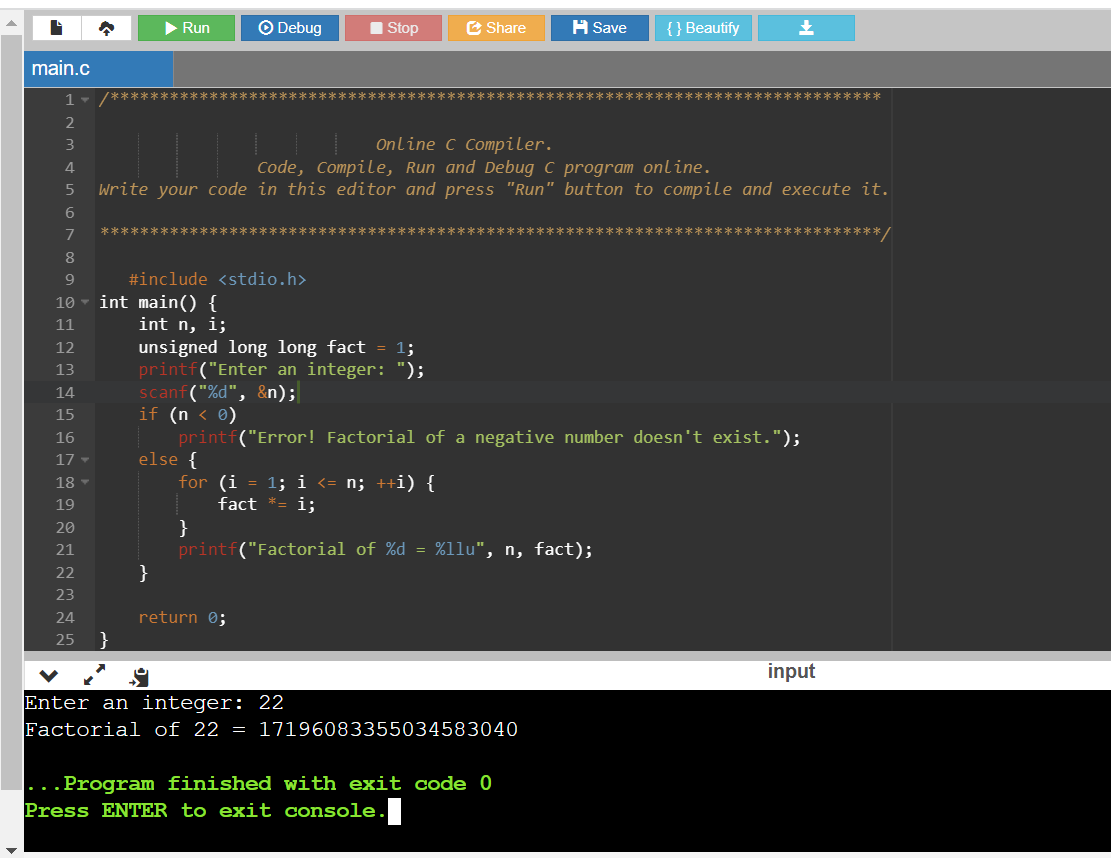 Run Debug Stop Share Save { } Beautify
main.c
1 /******************************************************************************
2
3 Online C Compiler.
4 Code, Compile, Run and Debug C program online.
5 Write your code in this editor and press "Run" button to compile and execute it.
6
7 *******************************************************************************/
8
9 #include <stdio.h>
10 int main() {
11 int n, i;
12 unsigned long long fact = 1;
13 printf("Enter an integer: ");
14 scanf("%d", &n);
15 if (n < 0)
16 printf("Error! Factorial of a negative number doesn't exist.");
17 else {
18 for (i = 1; i <= n; ++i) {
19 fact *= i;
20 }
21 printf("Factorial of %d = %llu", n, fact);
22 }
23
24 return 0;
25 }
input
Enter an integer: 22
Factorial of 22 = 17196083355034583040
...Program finished with exit code 0
Press ENTER to exit console.